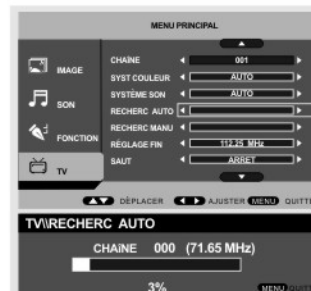 MENU PRINCIPAL
IMAGE
SON
FONCTION
TV
CHAÎNE 001
SYST COULEUR AUTO
SYSTÈME SON AUTO
RECHERC AUTO
RECHERC MANU
RÉGLAGE FIN 112.25 MHz
SAUT ARRET
DÈPLACER AJUSTER MENU QUITTE
TV\\RECHERC AUTO
CHAîNE 000 (71.65 MHz)
3% MENU QUITT